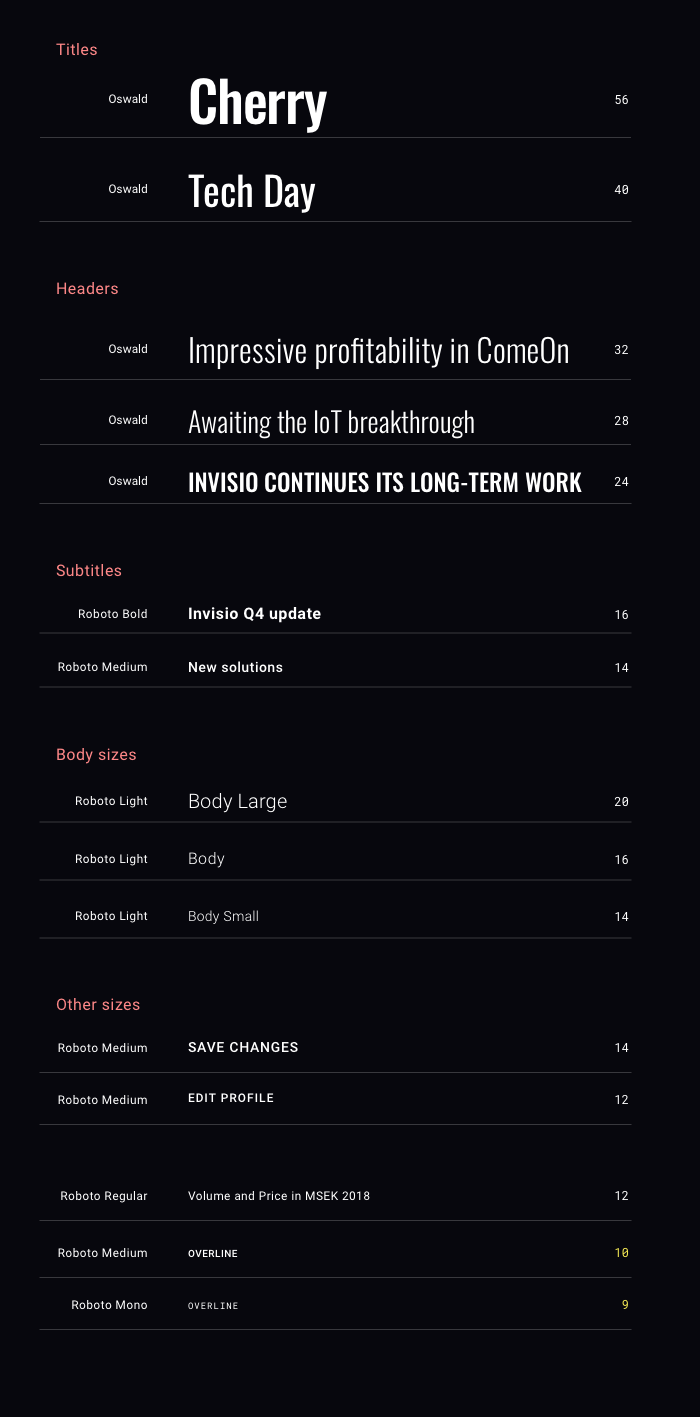 Titles
Oswald Cherry 56
Oswald Tech Day 40
Headers
Oswald Impressive profitability in ComeOn 32
Oswald Awaiting the IoT breakthrough 28
Oswald INVISIO CONTINUES ITS LONG-TERM WORK 24
Subtitles
Roboto Bold Invisio Q4 update 16
Roboto Medium New solutions 14
Body sizes
Roboto Light Body Large 20
Roboto Light Body 16
Roboto Light Body Small 14
Other sizes
Roboto Medium SAVE CHANGES 14
Roboto Medium EDIT PROFILE 12
Roboto Regular Volume and Price in MSEK 2018 12
Roboto Medium OVERLINE 10
Roboto Mono OVERLINE 9